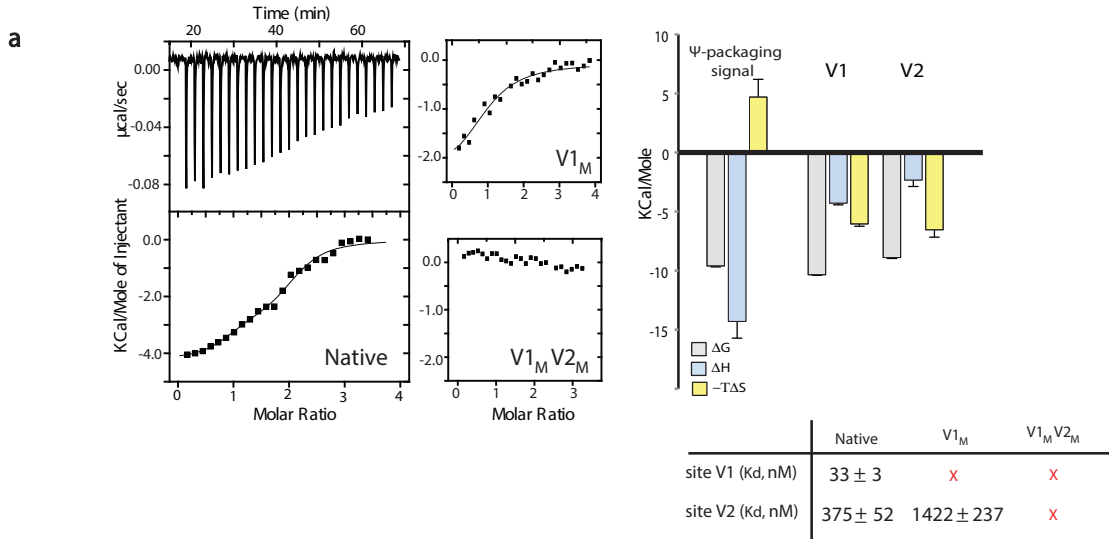 a
Time (min)
20 40 60
μcal/sec
0.00
-0.04
-0.08
KCal/Mole of Injectant
0.0
-2.0
-4.0
Native
0 1 2 3 4
Molar Ratio
0.0
-1.0
-2.0
V1M
0 1 2 3 4
0.0
-1.0
-2.0
V1M V2M
0 1 2 3
Molar Ratio
KCal/Mole
10
5
0
-5
-10
-15
Ψ-packaging
signal
V1 V2
ΔG
ΔH
−TΔS
Native V1M V1M V2M
site V1 (Kd, nM) 33 ± 3 X X
site V2 (Kd, nM) 375 ± 52 1422 ± 237 X